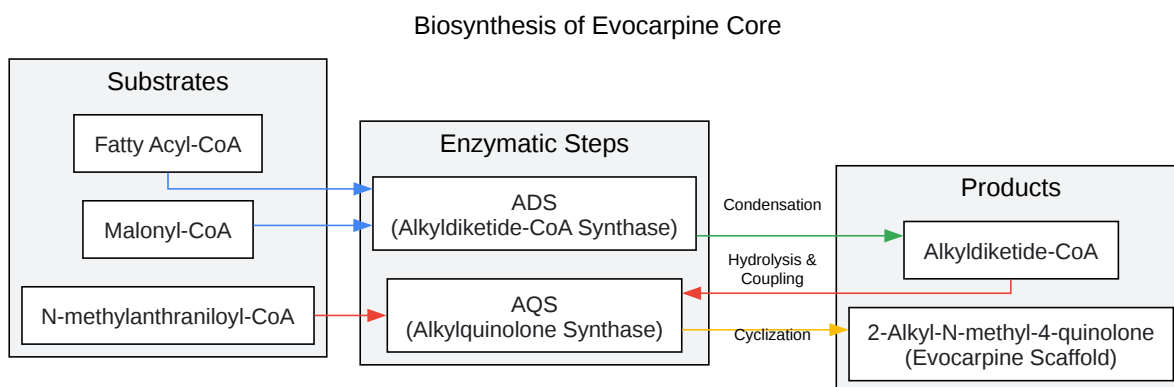 Biosynthesis of Evocarpine Core
Substrates
Fatty Acyl-CoA
Malonyl-CoA
N-methylanthraniloyl-CoA
Enzymatic Steps
ADS
(Alkyldiketide-CoA Synthase)
AQS
(Alkylquinolone Synthase)
Condensation
Hydrolysis &
Coupling
Cyclization
Products
Alkyldiketide-CoA
2-Alkyl-N-methyl-4-quinolone
(Evocarpine Scaffold)